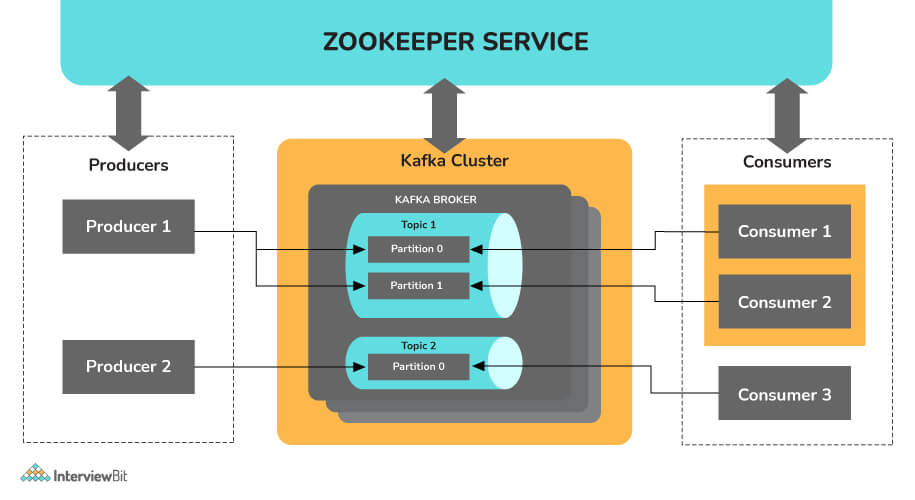 ZOOKEEPER SERVICE
Producers
Producer 1
Producer 2
Kafka Cluster
KAFKA BROKER
Topic 1
Partition 0
Partition 1
Topic 2
Partition 0
Consumers
Consumer 1
Consumer 2
Consumer 3
InterviewBit